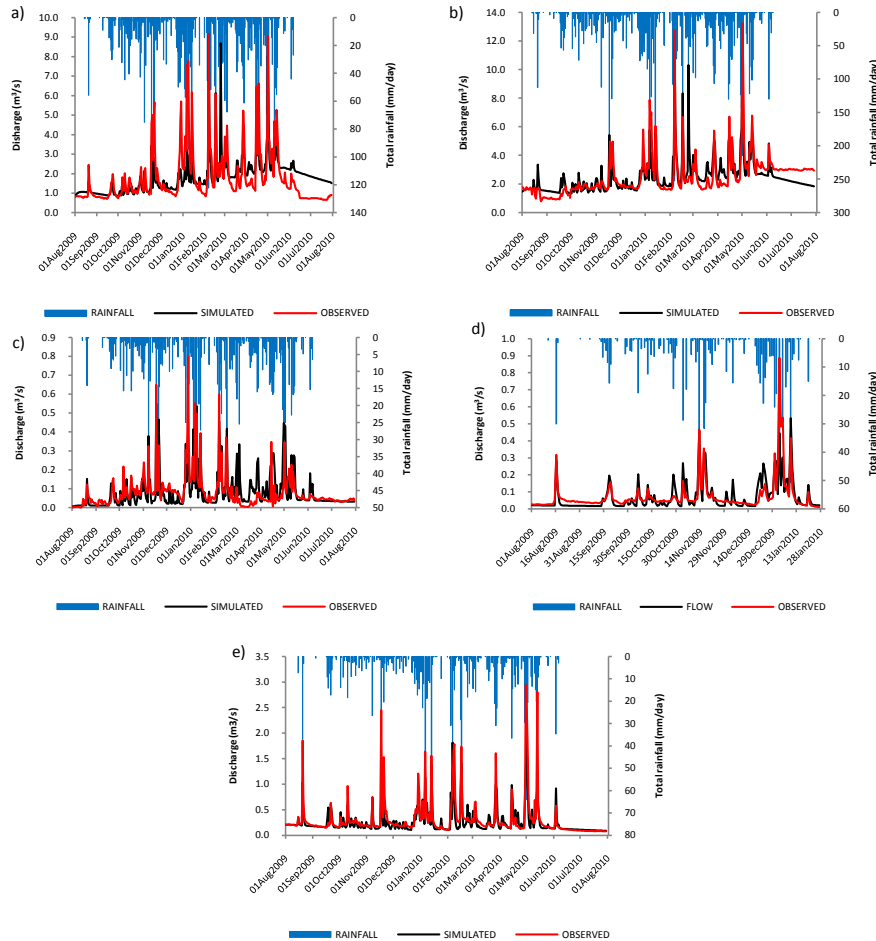 a)
10.0
9.0
8.0
7.0
6.0
5.0
4.0
3.0
2.0
1.0
0.0
Disharge (m³/s)
0
20
40
60
80
100
120
140
Total rainfall (mm/day)
01Aug2009
01Sep2009
01Oct2009
01Nov2009
01Dec2009
01Jan2010
01Feb2010
01Mar2010
01Apr2010
01May2010
01Jun2010
01Jul2010
01Aug2010
RAINFALL SIMULATED OBSERVED
b)
14.0
12.0
10.0
8.0
6.0
4.0
2.0
0.0
Discharge (m³/s)
0
50
100
150
200
250
300
Total rainfall (mm/day)
01Aug2009
01Sep2009
01Oct2009
01Nov2009
01Dec2009
01Jan2010
01Feb2010
01Mar2010
01Apr2010
01May2010
01Jun2010
01Jul2010
01Aug2010
RAINFALL SIMULATED OBSERVED
c)
0.9
0.8
0.7
0.6
0.5
0.4
0.3
0.2
0.1
0.0
Discharge (m³/s)
0
5
10
15
20
25
30
35
40
45
50
Total rainfall (mm/day)
01Aug2009
01Sep2009
01Oct2009
01Nov2009
01Dec2009
01Jan2010
01Feb2010
01Mar2010
01Apr2010
01May2010
01Jun2010
01Jul2010
01Aug2010
RAINFALL SIMULATED OBSERVED
d)
1.0
0.9
0.8
0.7
0.6
0.5
0.4
0.3
0.2
0.1
0.0
Discharge (m³/s)
0
10
20
30
40
50
60
Total rainfall (mm/day)
01Aug2009
16Aug2009
31Aug2009
15Sep2009
30Sep2009
15Oct2009
30Oct2009
14Nov2009
29Nov2009
14Dec2009
29Dec2009
13Jan2010
28Jan2010
RAINFALL FLOW OBSERVED
e)
3.5
3.0
2.5
2.0
1.5
1.0
0.5
0.0
Discharge (m3/s)
0
10
20
30
40
50
60
70
80
Total rainfall (mm/day)
01Aug2009
01Sep2009
01Oct2009
01Nov2009
01Dec2009
01Jan2010
01Feb2010
01Mar2010
01Apr2010
01May2010
01Jun2010
01Jul2010
01Aug2010
RAINFALL SIMULATED OBSERVED